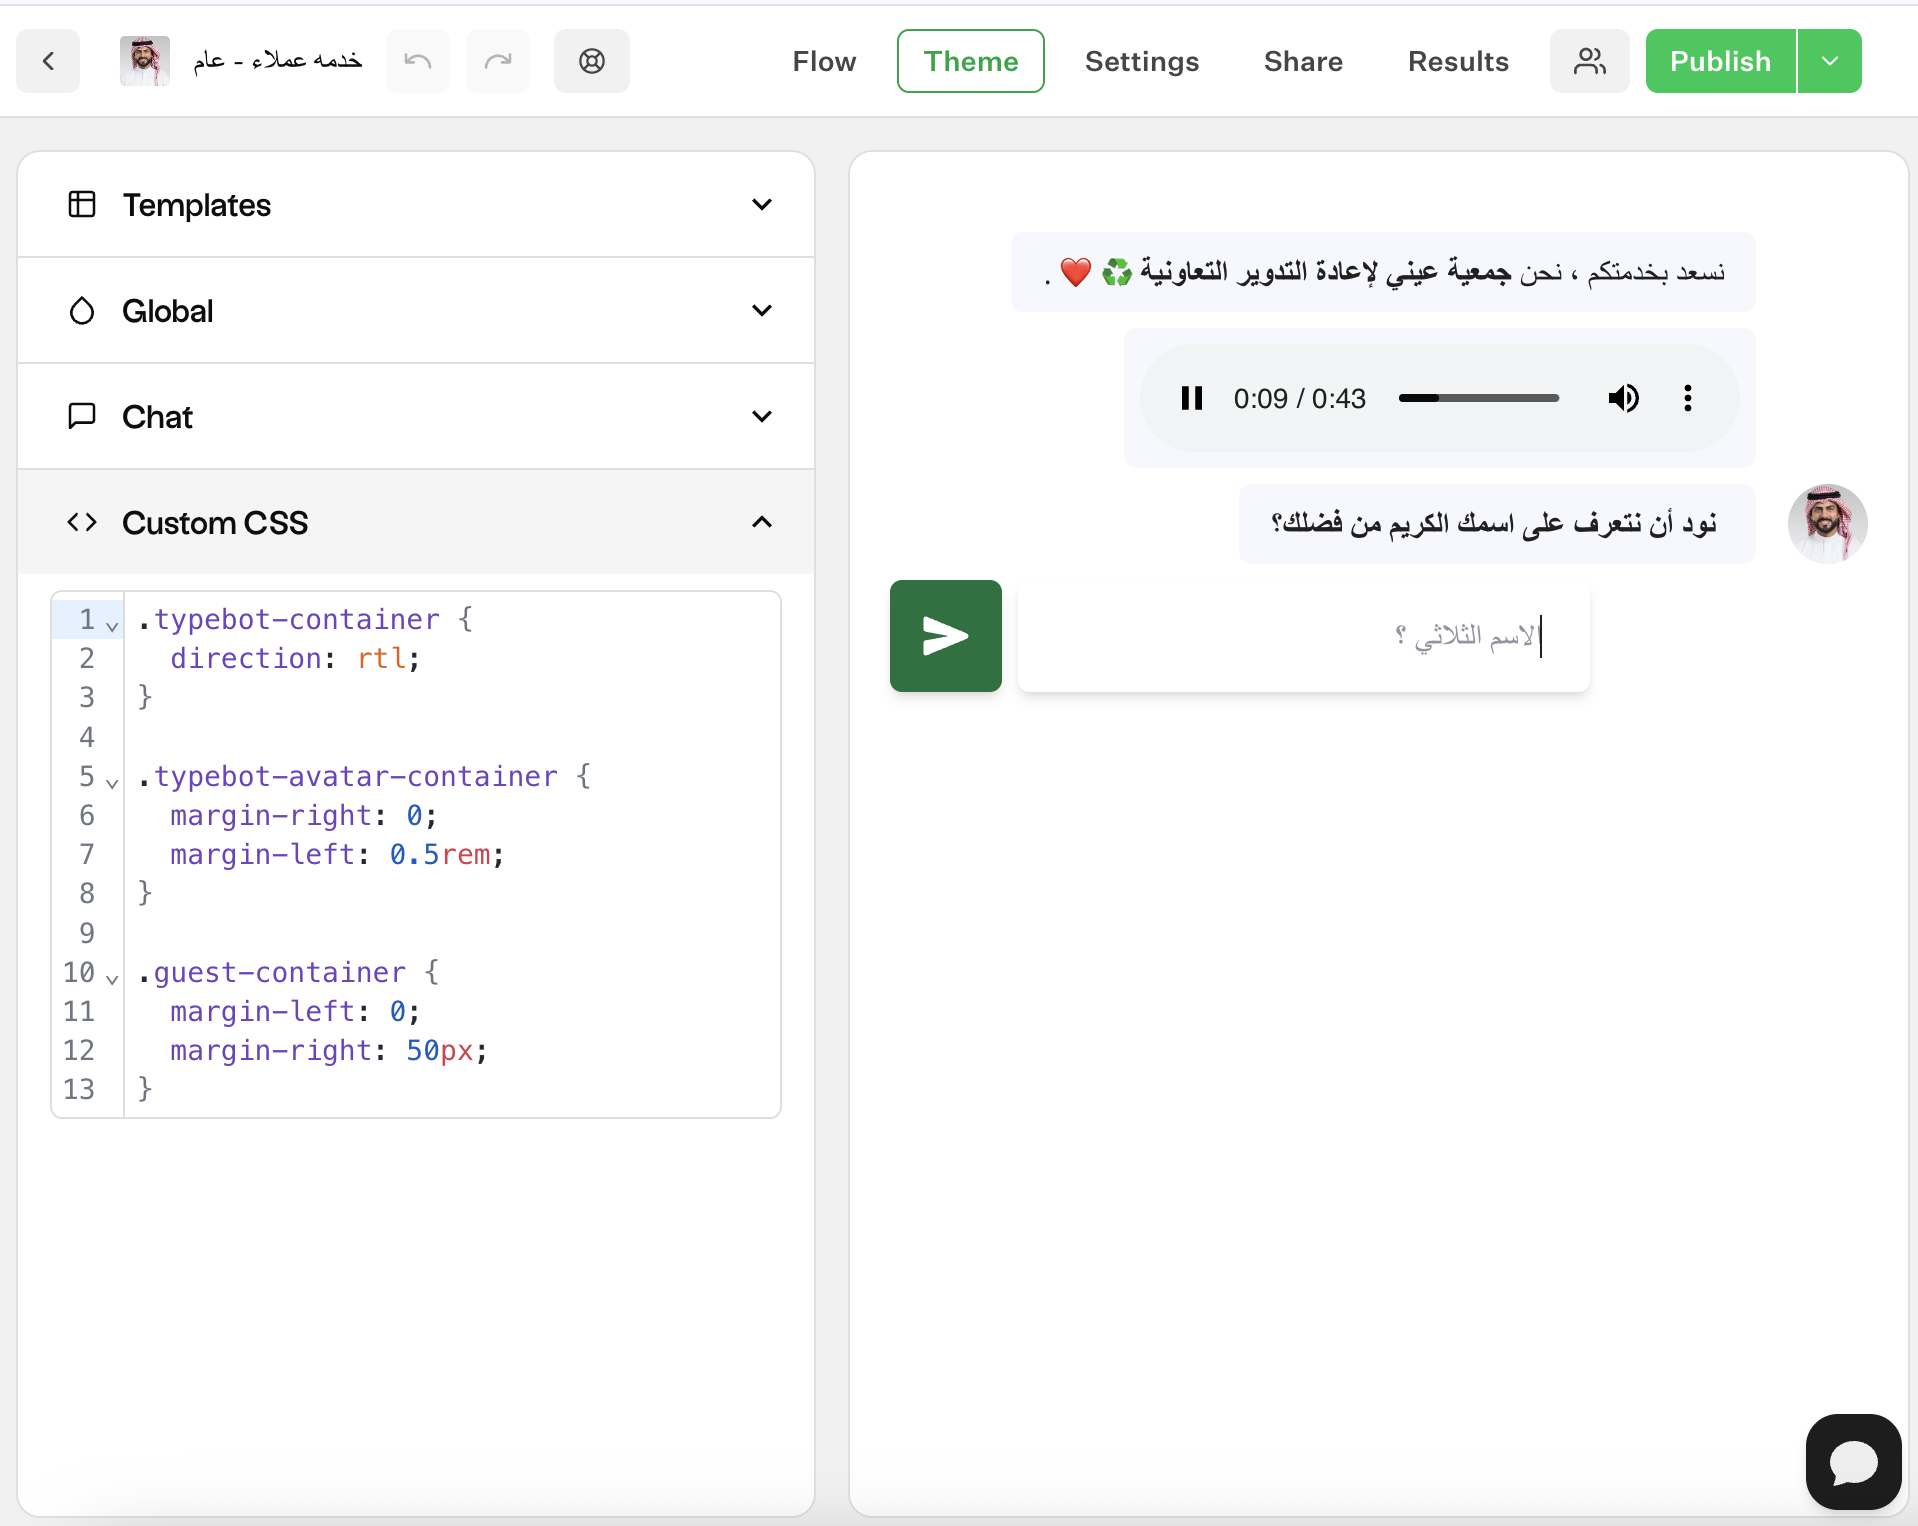 خدمه عملاء - عام
Flow
Theme
Settings
Share
Results
Publish
Templates
Global
Chat
Custom CSS
1 .typebot-container {
2 direction: rtl;
3 }
4
5 .typebot-avatar-container {
6 margin-right: 0;
7 margin-left: 0.5rem;
8 }
9
10 .guest-container {
11 margin-left: 0;
12 margin-right: 50px;
13 }
نسعد بخدمتكم ، نحن جمعية عيني لإعادة التدوير التعاونية ♻️ ❤️ .
0:09 / 0:43
نود أن نتعرف على اسمك الكريم من فضلك؟
الاسم الثلاثي ؟